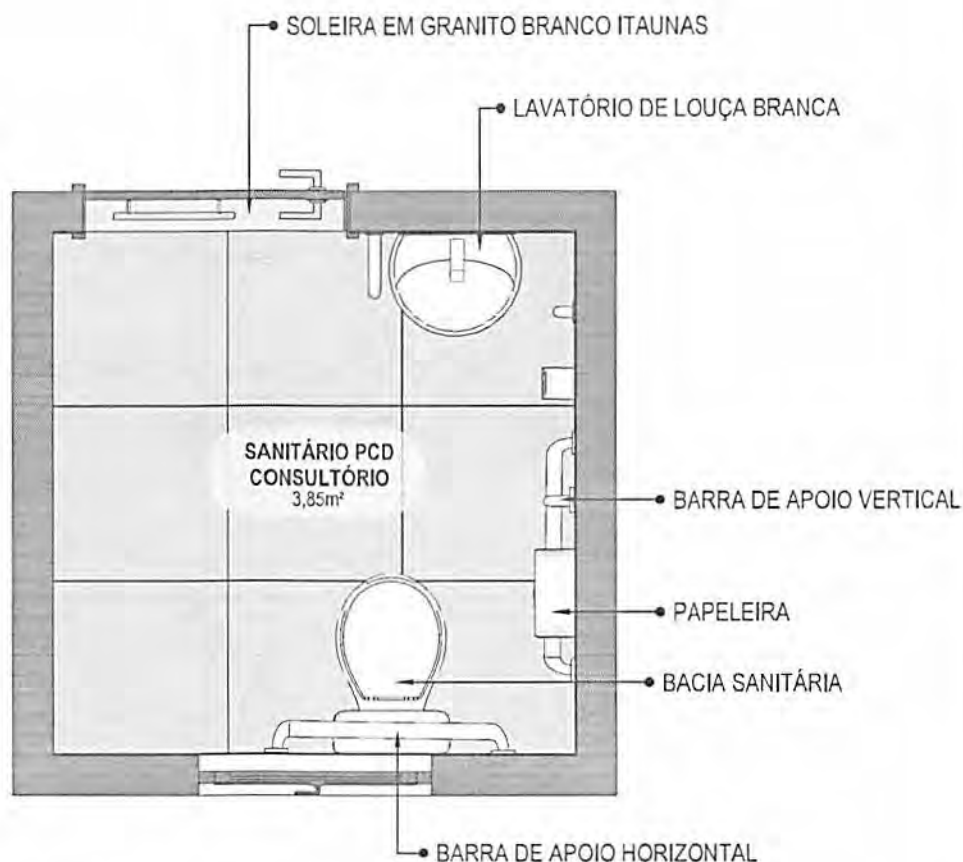 SOLEIRA EM GRANITO BRANCO ITAUNAS
LAVATÓRIO DE LOUÇA BRANCA
SANITÁRIO PCD
CONSULTÓRIO
3,85m²
BARRA DE APOIO VERTICAL
PAPELEIRA
BACIA SANITÁRIA
BARRA DE APOIO HORIZONTAL